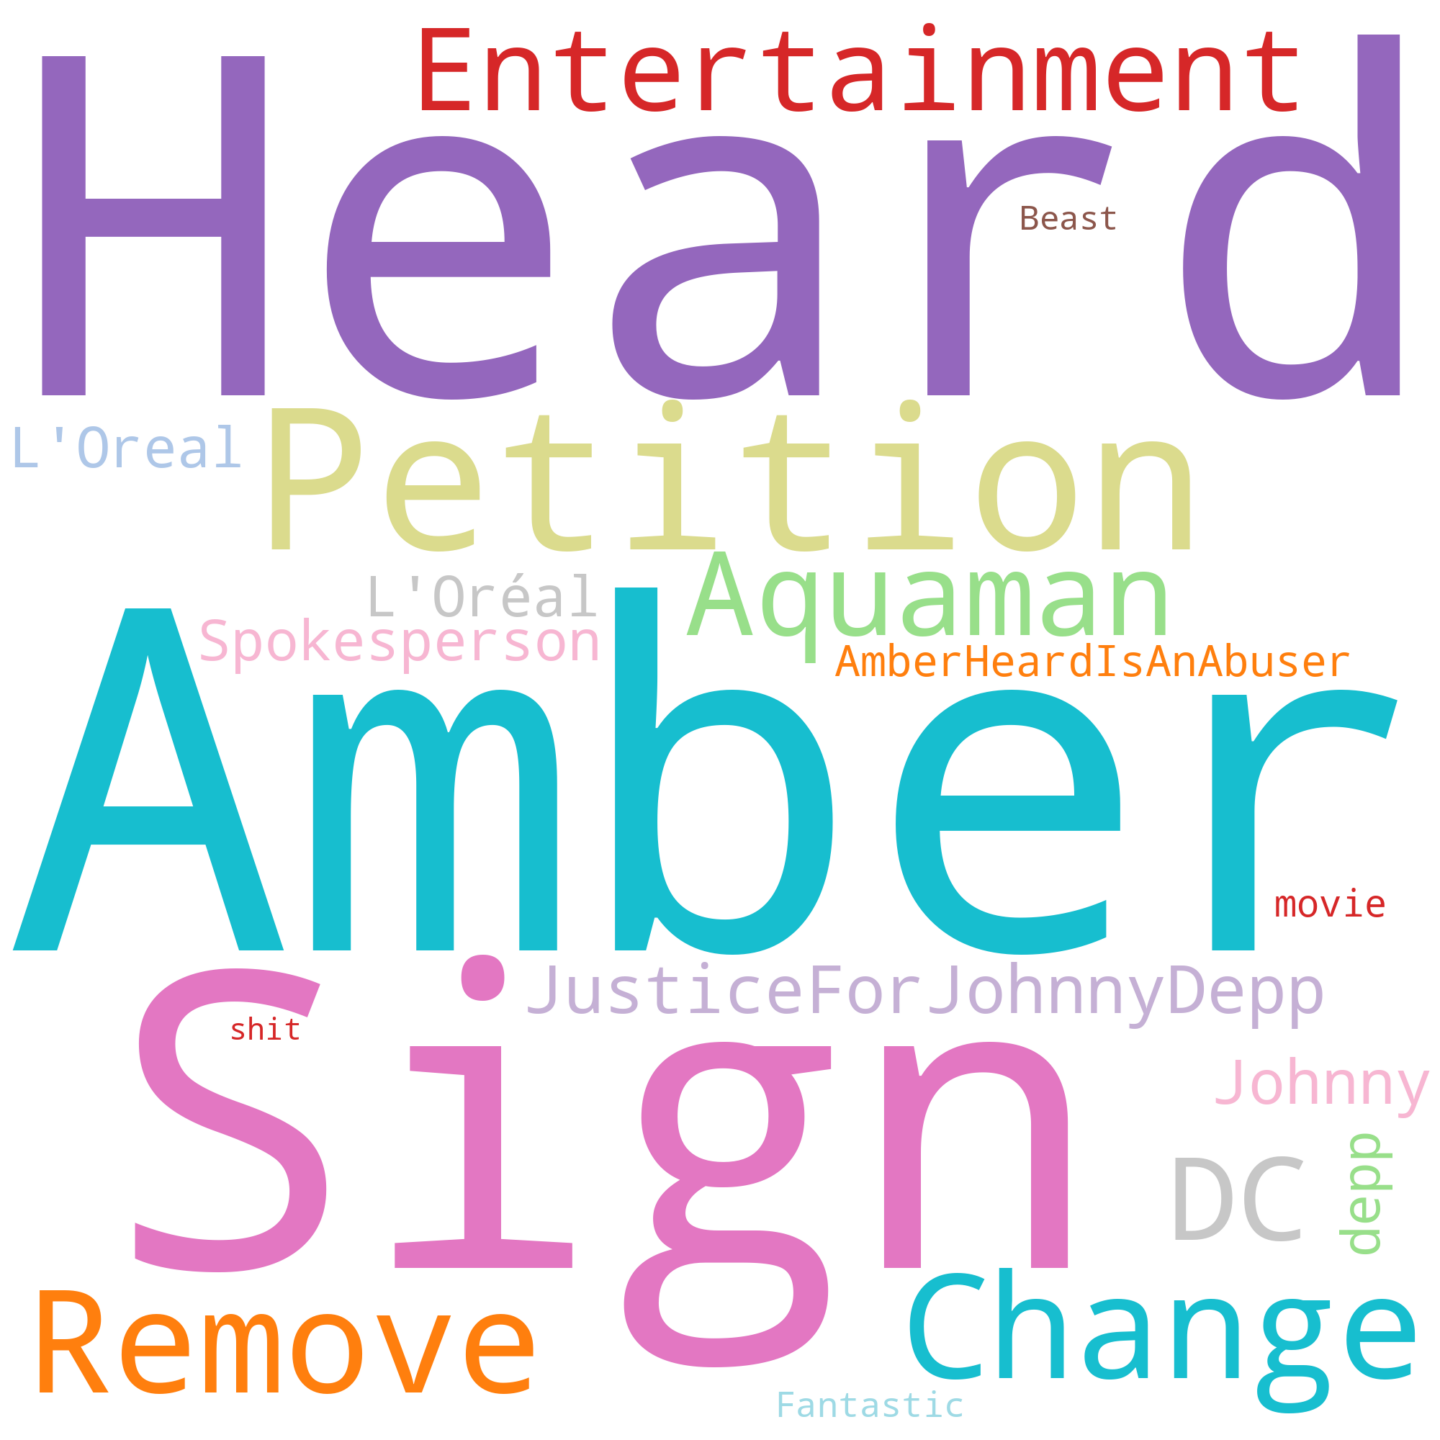 Entertainment
Heard
Beast
L'Oreal
Petition
L'Oréal
Aquaman
Spokesperson
AmberHeardIsAnAbuser
Amber
movie
JusticeForJohnnyDepp
Sign
shit
Johnny
depp
DC
Remove
Change
Fantastic